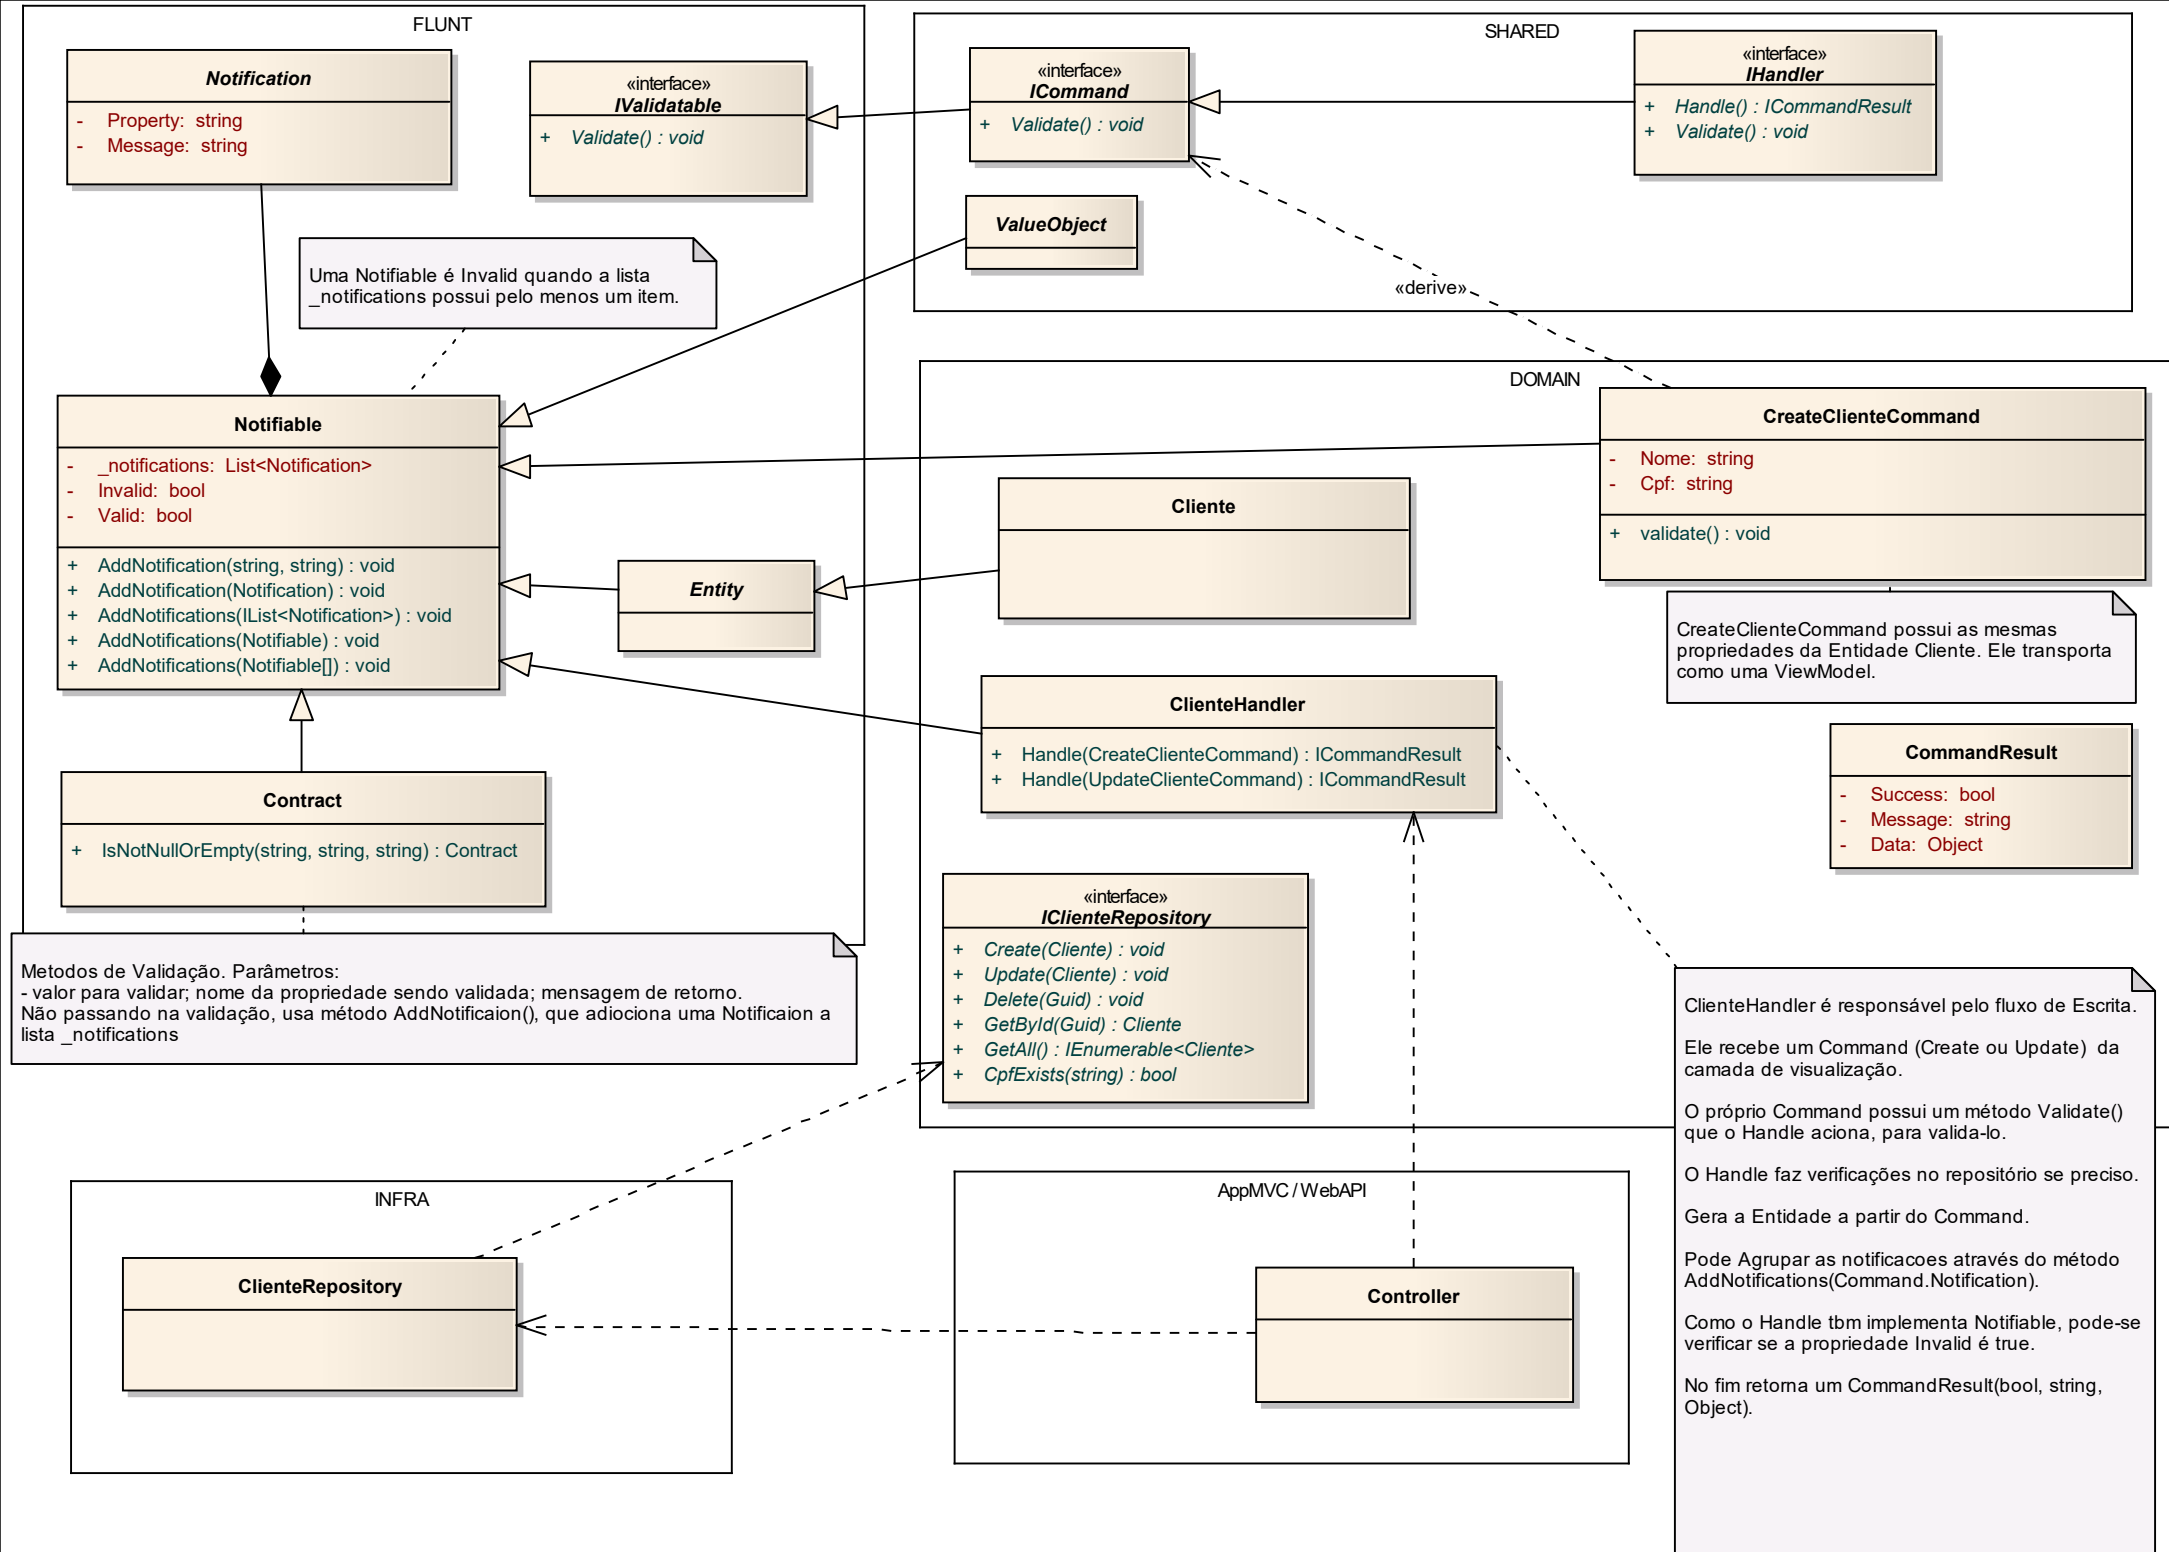 FLUNT
Notification
- Property: string
- Message: string
«interface»
IValidatable
+ Validate() : void
Uma Notifiable é Invalid quando a lista
_notifications possui pelo menos um item.
Notifiable
- _notifications: List<Notification>
- Invalid: bool
- Valid: bool
+ AddNotification(string, string) : void
+ AddNotification(Notification) : void
+ AddNotifications(IList<Notification>) : void
+ AddNotifications(Notifiable) : void
+ AddNotifications(Notifiable[]) : void
Entity
Contract
+ IsNotNullOrEmpty(string, string, string) : Contract
Metodos de Validação. Parâmetros:
- valor para validar; nome da propriedade sendo validada; mensagem de retorno.
Não passando na validação, usa método AddNotificaion(), que adiociona uma Notificaion a
lista _notifications
SHARED
«interface»
ICommand
+ Validate() : void
«interface»
IHandler
+ Handle() : ICommandResult
+ Validate() : void
ValueObject
«derive»
DOMAIN
CreateClienteCommand
- Nome: string
- Cpf: string
+ validate() : void
Cliente
CreateClienteCommand possui as mesmas
propriedades da Entidade Cliente. Ele transporta
como uma ViewModel.
ClienteHandler
+ Handle(CreateClienteCommand) : ICommandResult
+ Handle(UpdateClienteCommand) : ICommandResult
CommandResult
- Success: bool
- Message: string
- Data: Object
«interface»
IClienteRepository
+ Create(Cliente) : void
+ Update(Cliente) : void
+ Delete(Guid) : void
+ GetById(Guid) : Cliente
+ GetAll() : IEnumerable<Cliente>
+ CpfExists(string) : bool
ClienteHandler é responsável pelo fluxo de Escrita.
Ele recebe um Command (Create ou Update) da
camada de visualização.
O próprio Command possui um método Validate()
que o Handle aciona, para valida-lo.
O Handle faz verificações no repositório se preciso.
Gera a Entidade a partir do Command.
Pode Agrupar as notificacoes através do método
AddNotifications(Command.Notification).
Como o Handle tbm implementa Notifiable, pode-se
verificar se a propriedade Invalid é true.
No fim retorna um CommandResult(bool, string,
Object).
INFRA
ClienteRepository
AppMVC / WebAPI
Controller